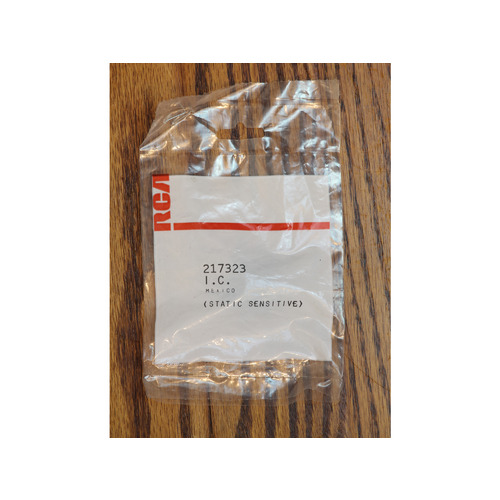 RCA
217323
I.C.
MEXICO
(STATIC SENSITIVE)